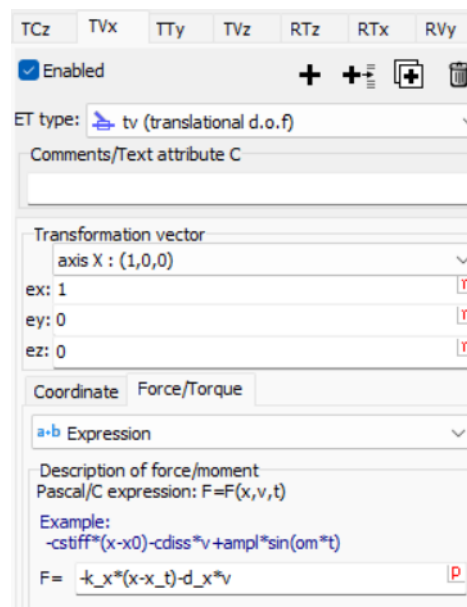 TCz TVx TTy TVz RTz RTx RVy
Enabled
ET type: tv (translational d.o.f)
Comments/Text attribute C
Transformation vector
axis X : (1,0,0)
ex: 1
ey: 0
ez: 0
Coordinate Force/Torque
a+b Expression
Description of force/moment
Pascal/C expression: F=F(x,v,t)
Example:
-cstiff*(x-x0)-cdiss*v+ampl*sin(om*t)
F= -k_x*(x-x_t)-d_x*v P